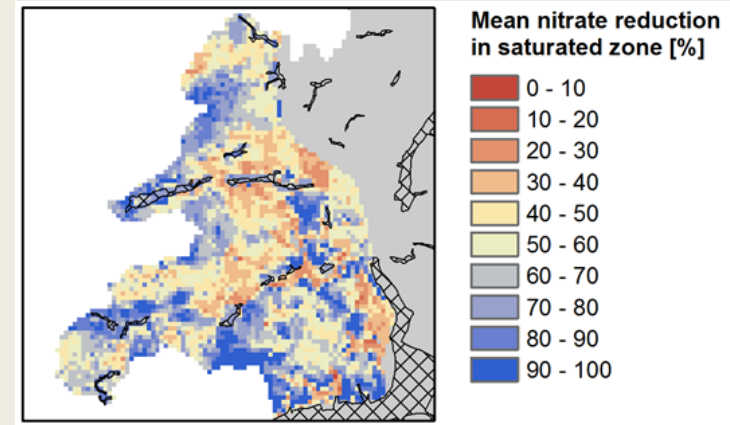 Mean nitrate reduction
in saturated zone [%]
0 - 10
10 - 20
20 - 30
30 - 40
40 - 50
50 - 60
60 - 70
70 - 80
80 - 90
90 - 100